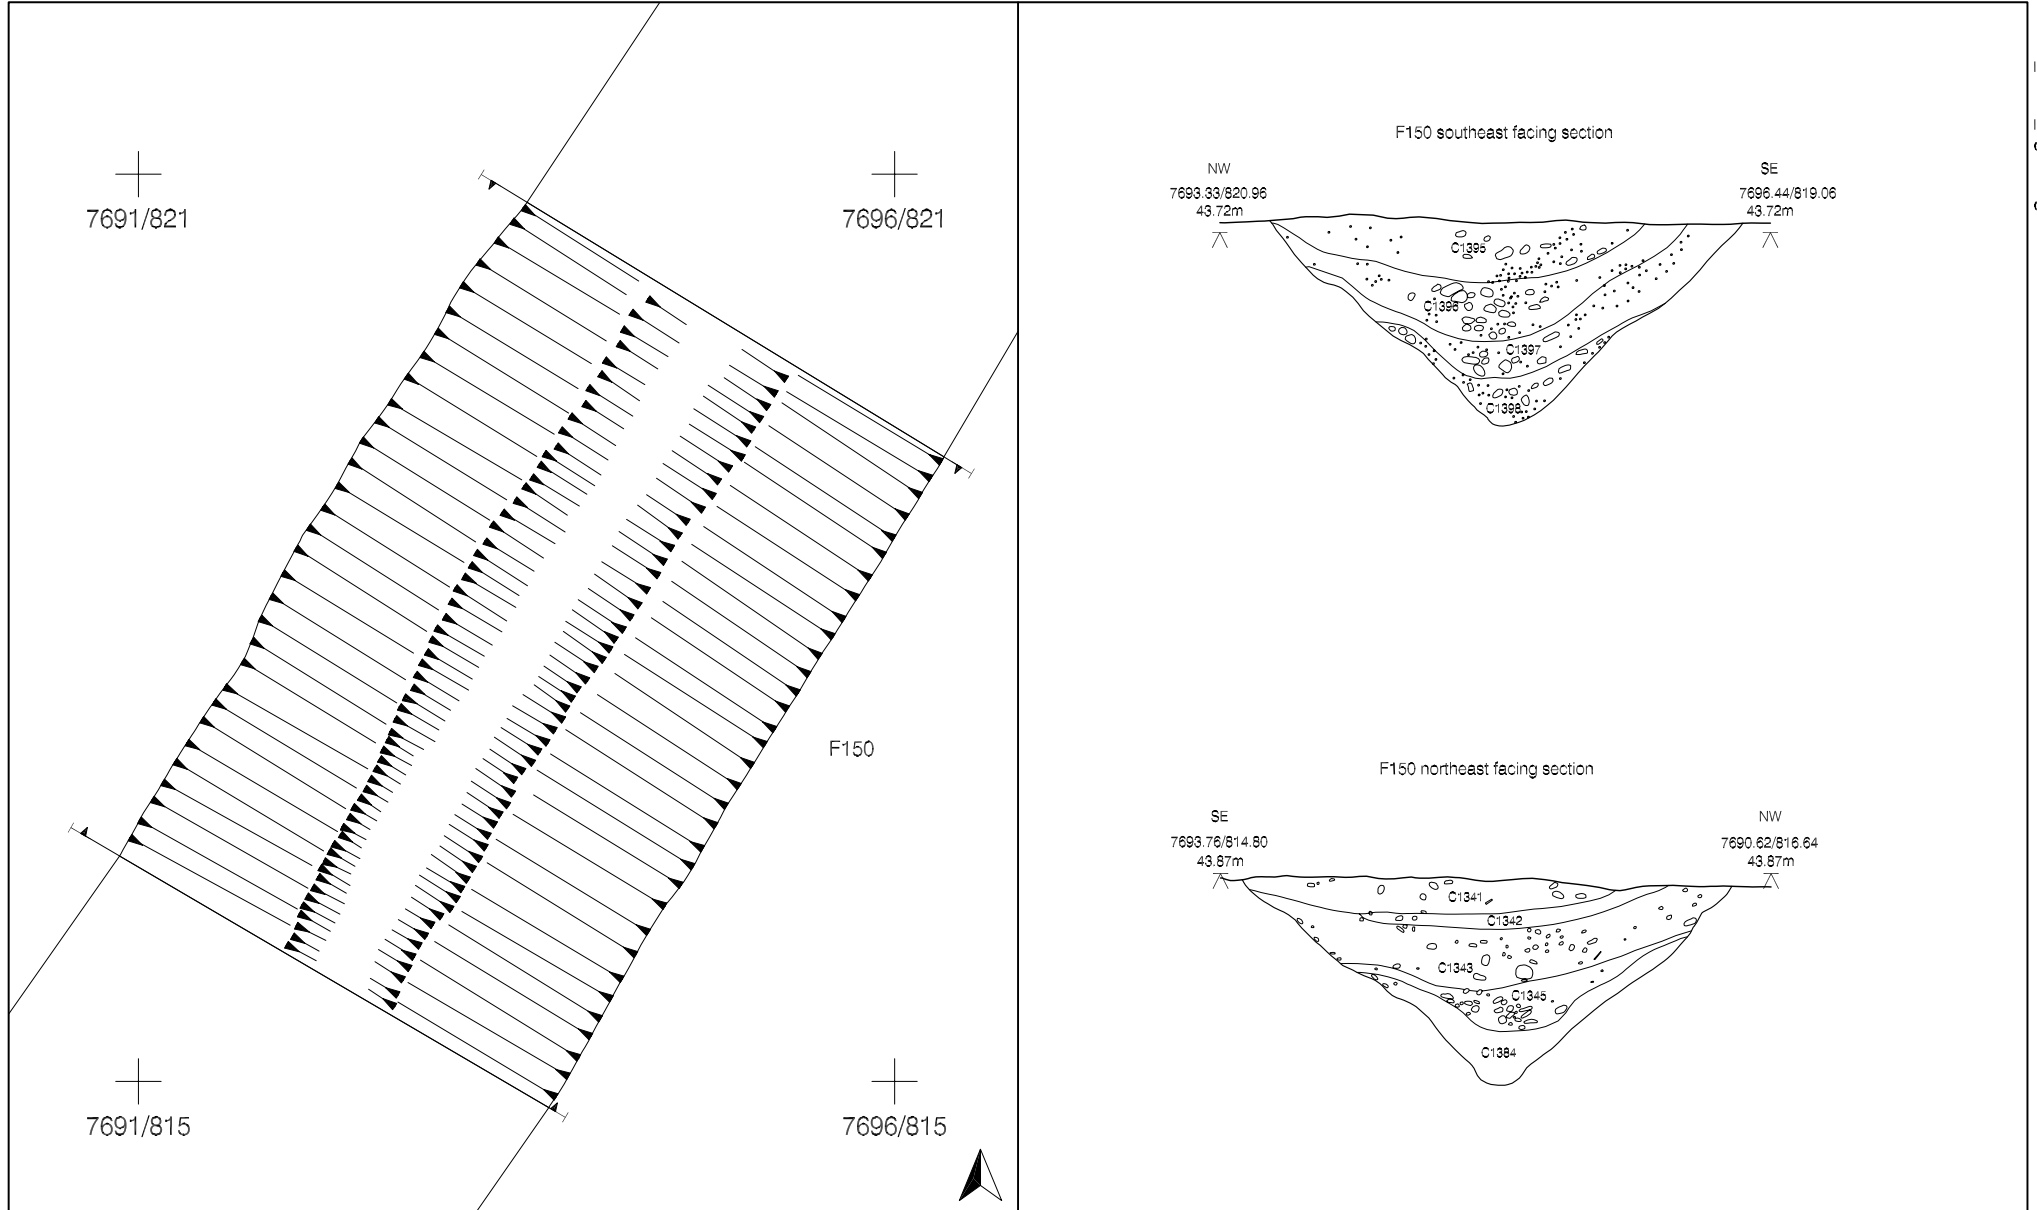 7691/821
7696/821
F150
7691/815
7696/815
F150 southeast facing section
NW
SE
7693.33/820.96
7696.44/819.06
43.72m
43.72m
C1395
C1396
C1397
C1398
F150 northeast facing section
SE
NW
7693.76/814.80
7690.62/816.64
43.87m
43.87m
C1341
C1342
C1343
C1345
C1384